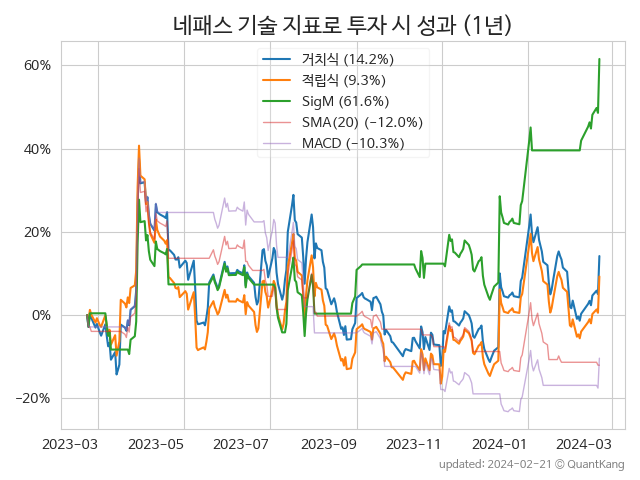 네패스 기술 지표로 투자 시 성과 (1년)
거치식 (14.2%)
적립식 (9.3%)
SigM (61.6%)
SMA(20) (−12.0%)
MACD (−10.3%)
60%
40%
20%
0%
−20%
2023-03 2023-05 2023-07 2023-09 2023-11 2024-01 2024-03
updated: 2024-02-21 © QuantKang